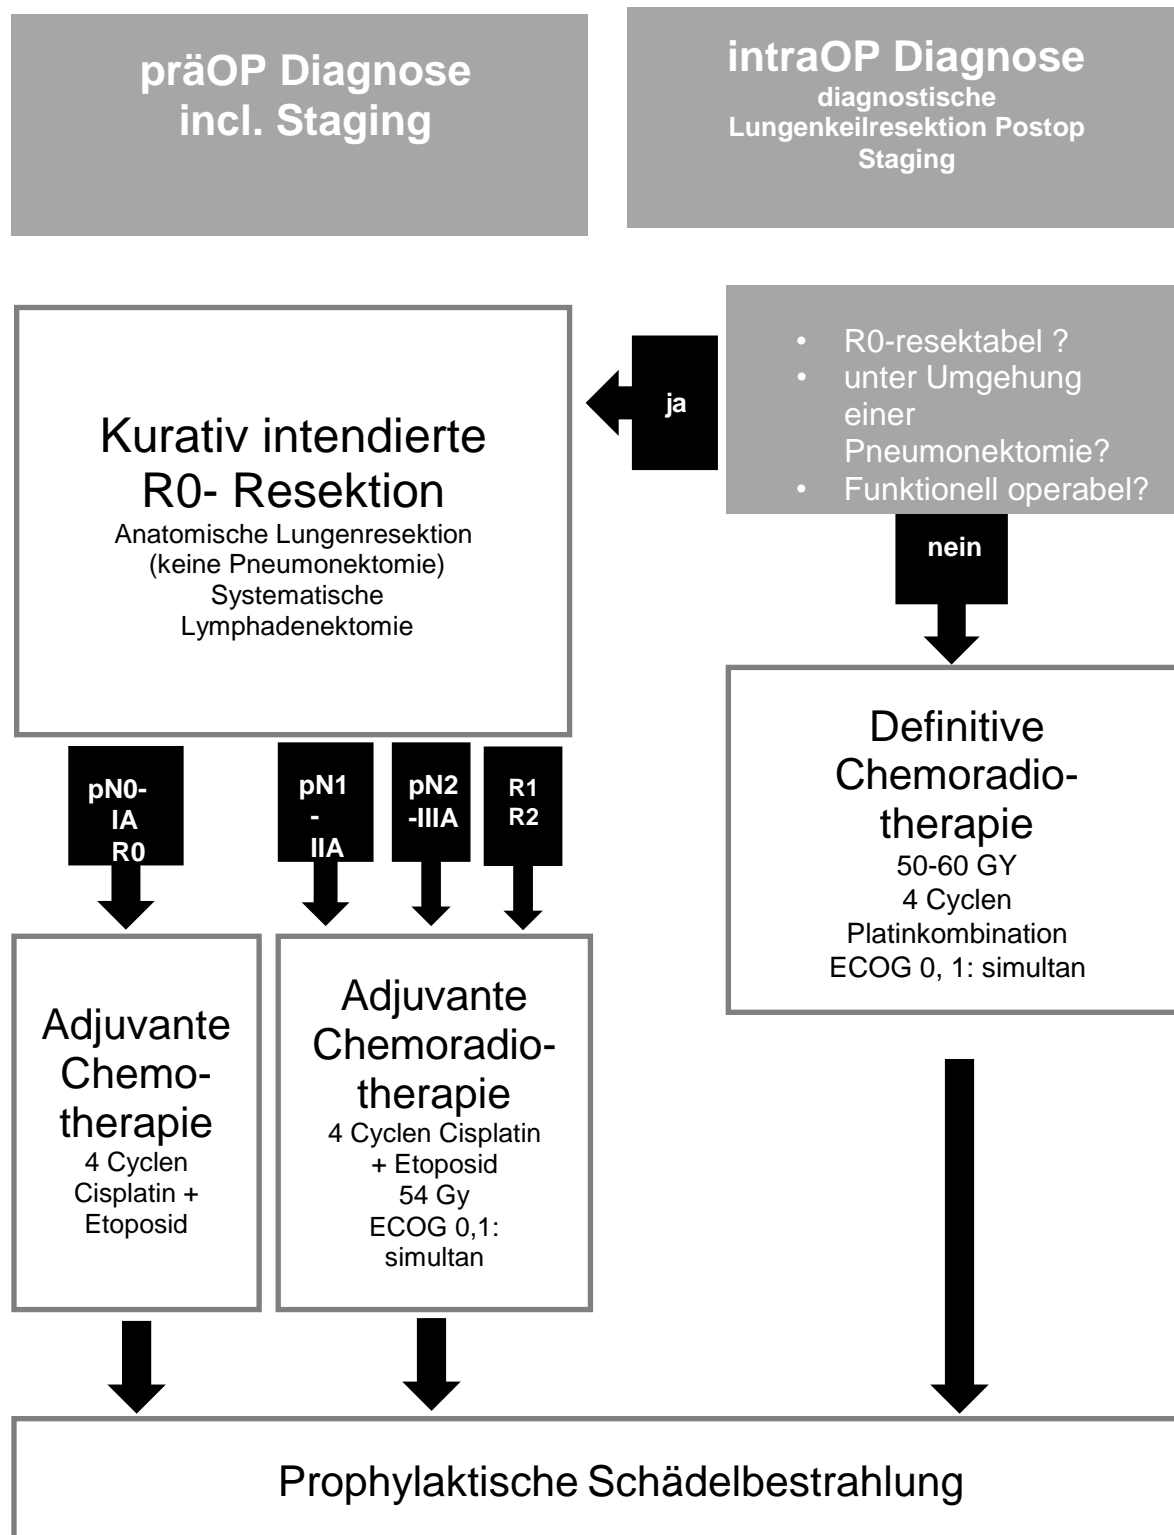 präOP Diagnose
incl. Staging
intraOP Diagnose
diagnostische
Lungenkeilresektion Postop
Staging
• R0-resektabel ?
• unter Umgehung
einer
Pneumonektomie?
• Funktionell operabel?
ja
nein
Kurativ intendierte
R0- Resektion
Anatomische Lungenresektion
(keine Pneumonektomie)
Systematische
Lymphadenektomie
pN0-
IA
R0
pN1
-
IIA
pN2
-IIIA
R1
R2
Definitive
Chemoradio-
therapie
50-60 GY
4 Cyclen
Platinkombination
ECOG 0, 1: simultan
Adjuvante
Chemo-
therapie
4 Cyclen
Cisplatin +
Etoposid
Adjuvante
Chemoradio-
therapie
4 Cyclen Cisplatin
+ Etoposid
54 Gy
ECOG 0,1:
simultan
Prophylaktische Schädelbestrahlung